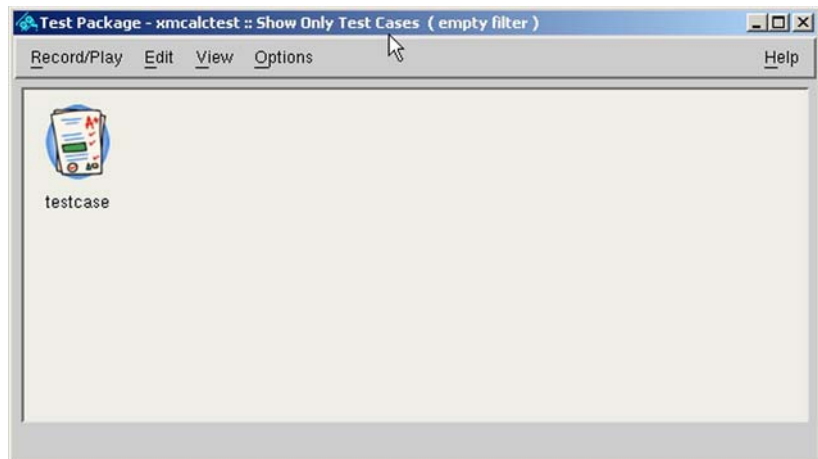 Test Package - xmcalctest :: Show Only Test Cases ( empty filter )
Record/Play Edit View Options Help
A+
testcase